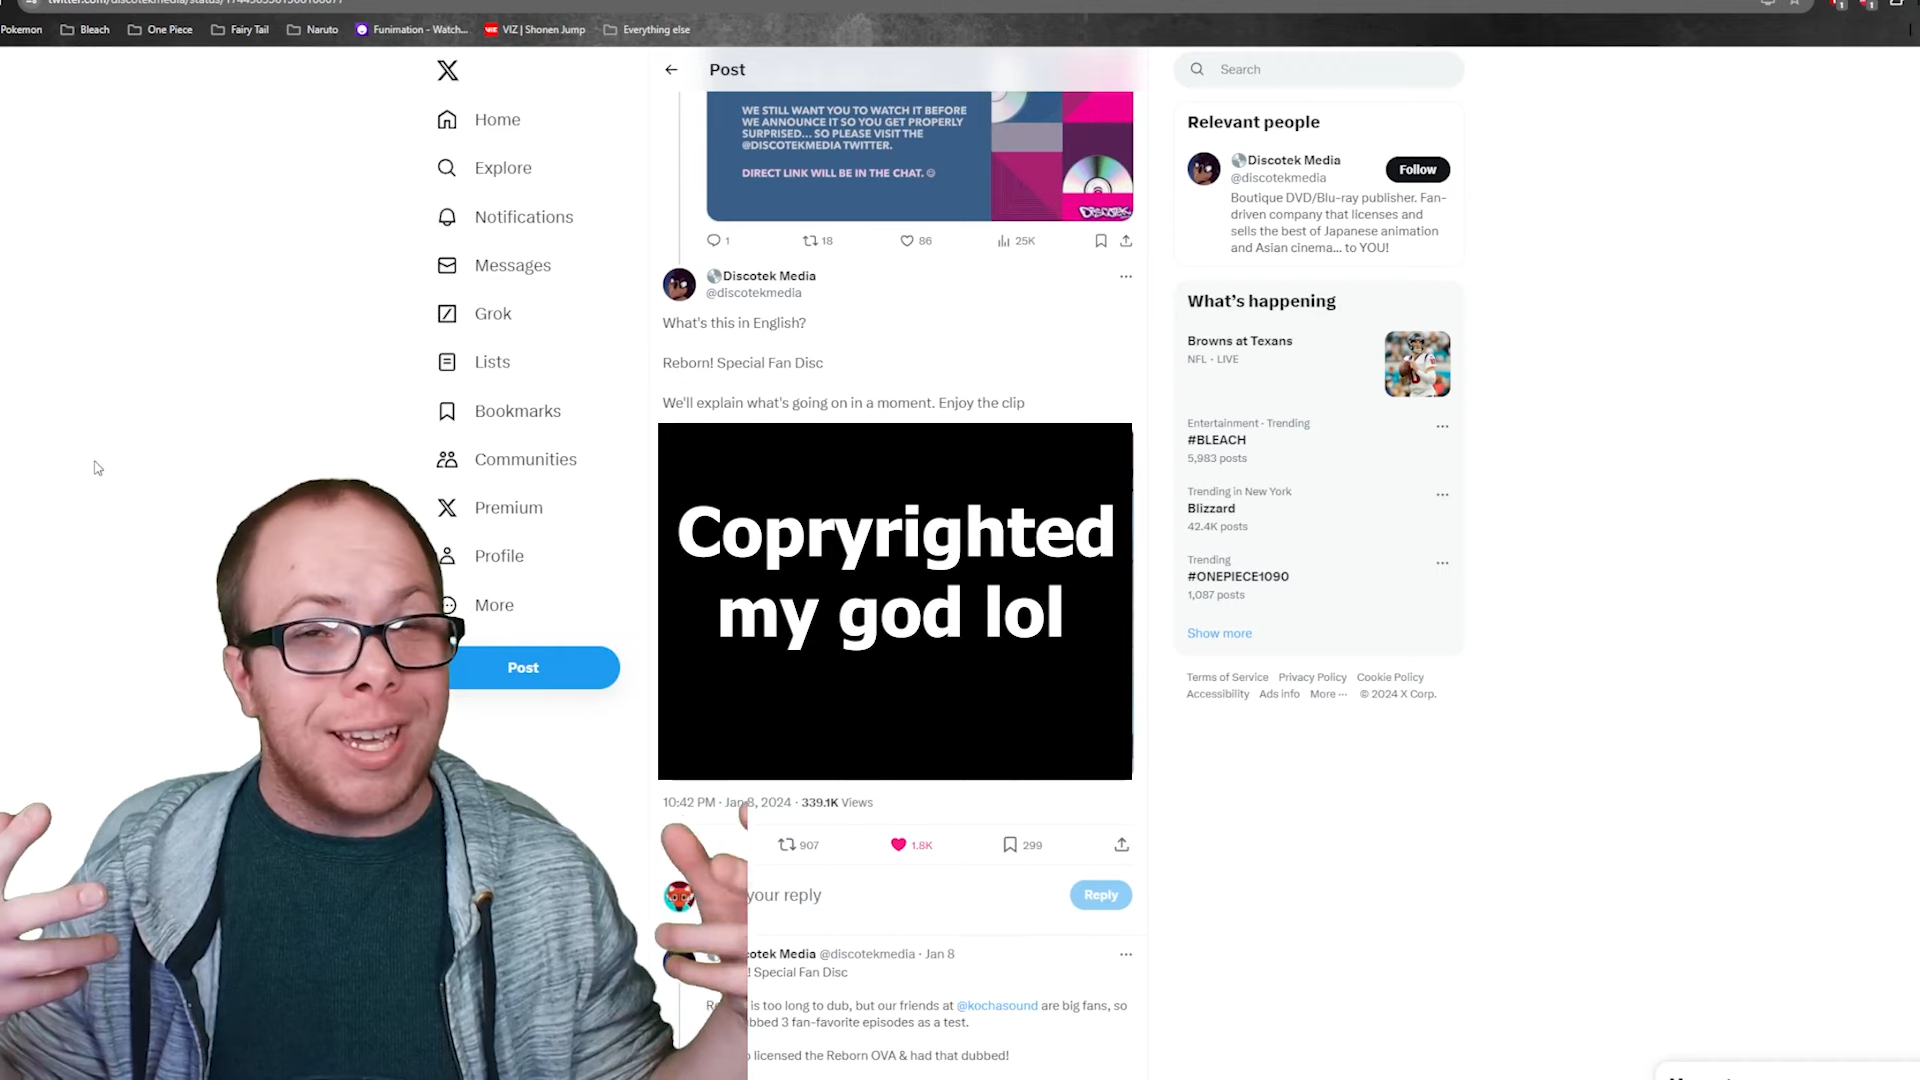 Pokemon
Bleach
One Piece
Fairy Tail
Naruto
Funimation - Watch...
VIZ | Shonen Jump
Everything else
Home
Explore
Notifications
Messages
Grok
Lists
Bookmarks
Communities
Premium
Profile
More
Post
Post
WE STILL WANT YOU TO WATCH IT BEFORE
WE ANNOUNCE IT SO YOU GET PROPERLY
SURPRISED... SO PLEASE VISIT THE
@DISCOTEKMEDIA TWITTER.
DIRECT LINK WILL BE IN THE CHAT.
DISCOTEK
1
18
86
25K
Discotek Media
@discotekmedia
What's this in English?
Reborn! Special Fan Disc
We'll explain what's going on in a moment. Enjoy the clip
Copryrighted
my god lol
10:42 PM · Jan 8, 2024 · 339.1K Views
907
1.8K
299
your reply
Reply
cotek Media @discotekmedia · Jan 8
! Special Fan Disc
is too long to dub, but our friends at @kochasound are big fans, so
bbed 3 fan-favorite episodes as a test.
licensed the Reborn OVA & had that dubbed!
Search
Relevant people
Discotek Media
@discotekmedia
Follow
Boutique DVD/Blu-ray publisher. Fan-
driven company that licenses and
sells the best of Japanese animation
and Asian cinema... to YOU!
What's happening
Browns at Texans
NFL · LIVE
Entertainment · Trending
#BLEACH
5,983 posts
Trending in New York
Blizzard
42.4K posts
Trending
#ONEPIECE1090
1,087 posts
Show more
Terms of Service Privacy Policy Cookie Policy
Accessibility Ads info More ··· © 2024 X Corp.